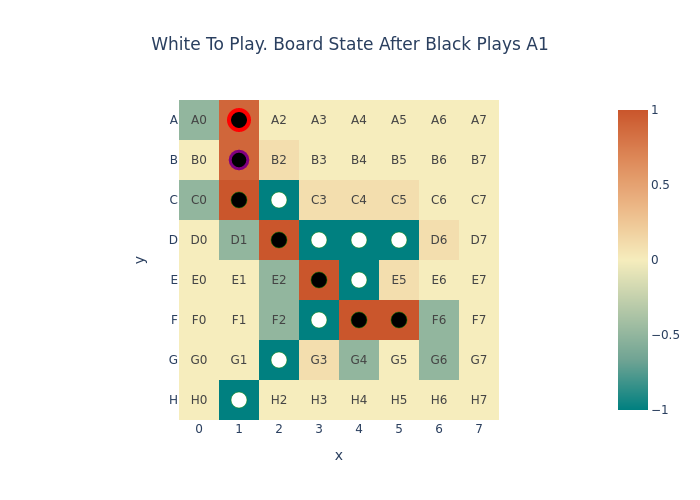 White To Play. Board State After Black Plays A1
A A0 A2 A3 A4 A5 A6 A7
B B0 B2 B3 B4 B5 B6 B7
C C0 C3 C4 C5 C6 C7
D D0 D1 D6 D7
E E0 E1 E2 E5 E6 E7
F F0 F1 F2 F6 F7
G G0 G1 G3 G4 G5 G6 G7
H H0 H2 H3 H4 H5 H6 H7
0 1 2 3 4 5 6 7
x
y
1
0.5
0
−0.5
−1